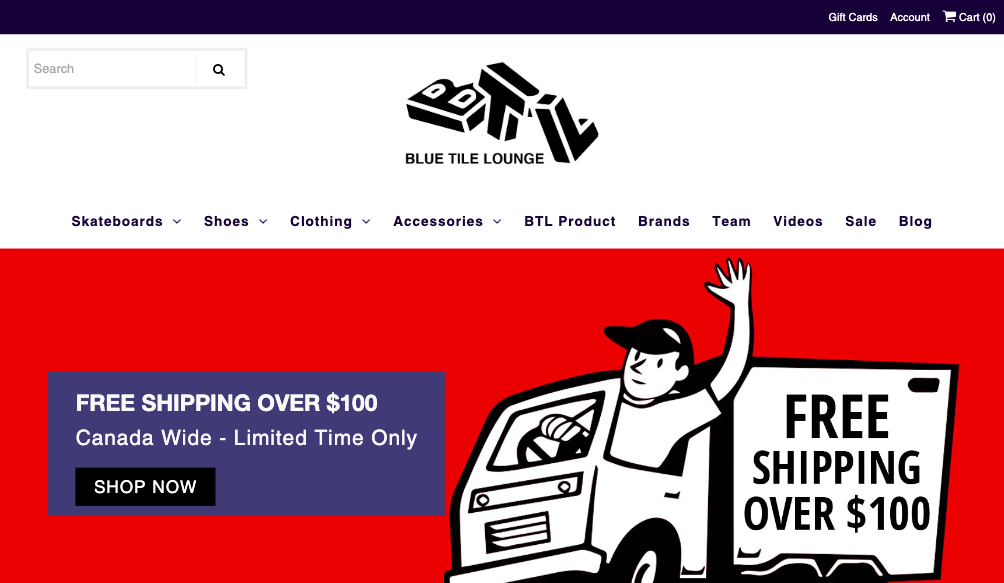 Gift Cards Account Cart (0)
Search
BTL
BLUE TILE LOUNGE
Skateboards Shoes Clothing Accessories BTL Product Brands Team Videos Sale Blog
FREE SHIPPING OVER $100
Canada Wide - Limited Time Only
SHOP NOW
FREE
SHIPPING
OVER $100